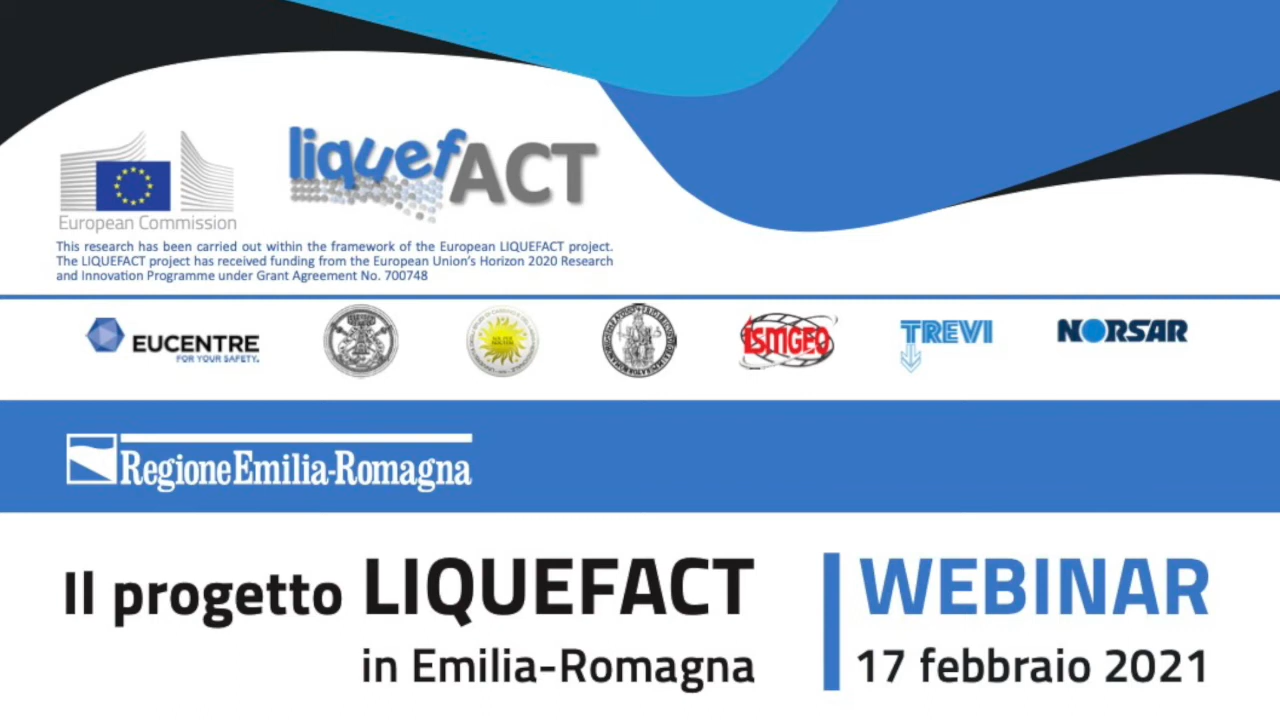 liquefACT
European Commission
This research has been carried out within the framework of the European LIQUEFACT project.
The LIQUEFACT project has received funding from the European Union's Horizon 2020 Research
and Innovation Programme under Grant Agreement No. 700748
EUCENTRE
FOR YOUR SAFETY.
ISMGEO
TREVI
NORSAR
RegioneEmilia-Romagna
Il progetto LIQUEFACT
in Emilia-Romagna
WEBINAR
17 febbraio 2021